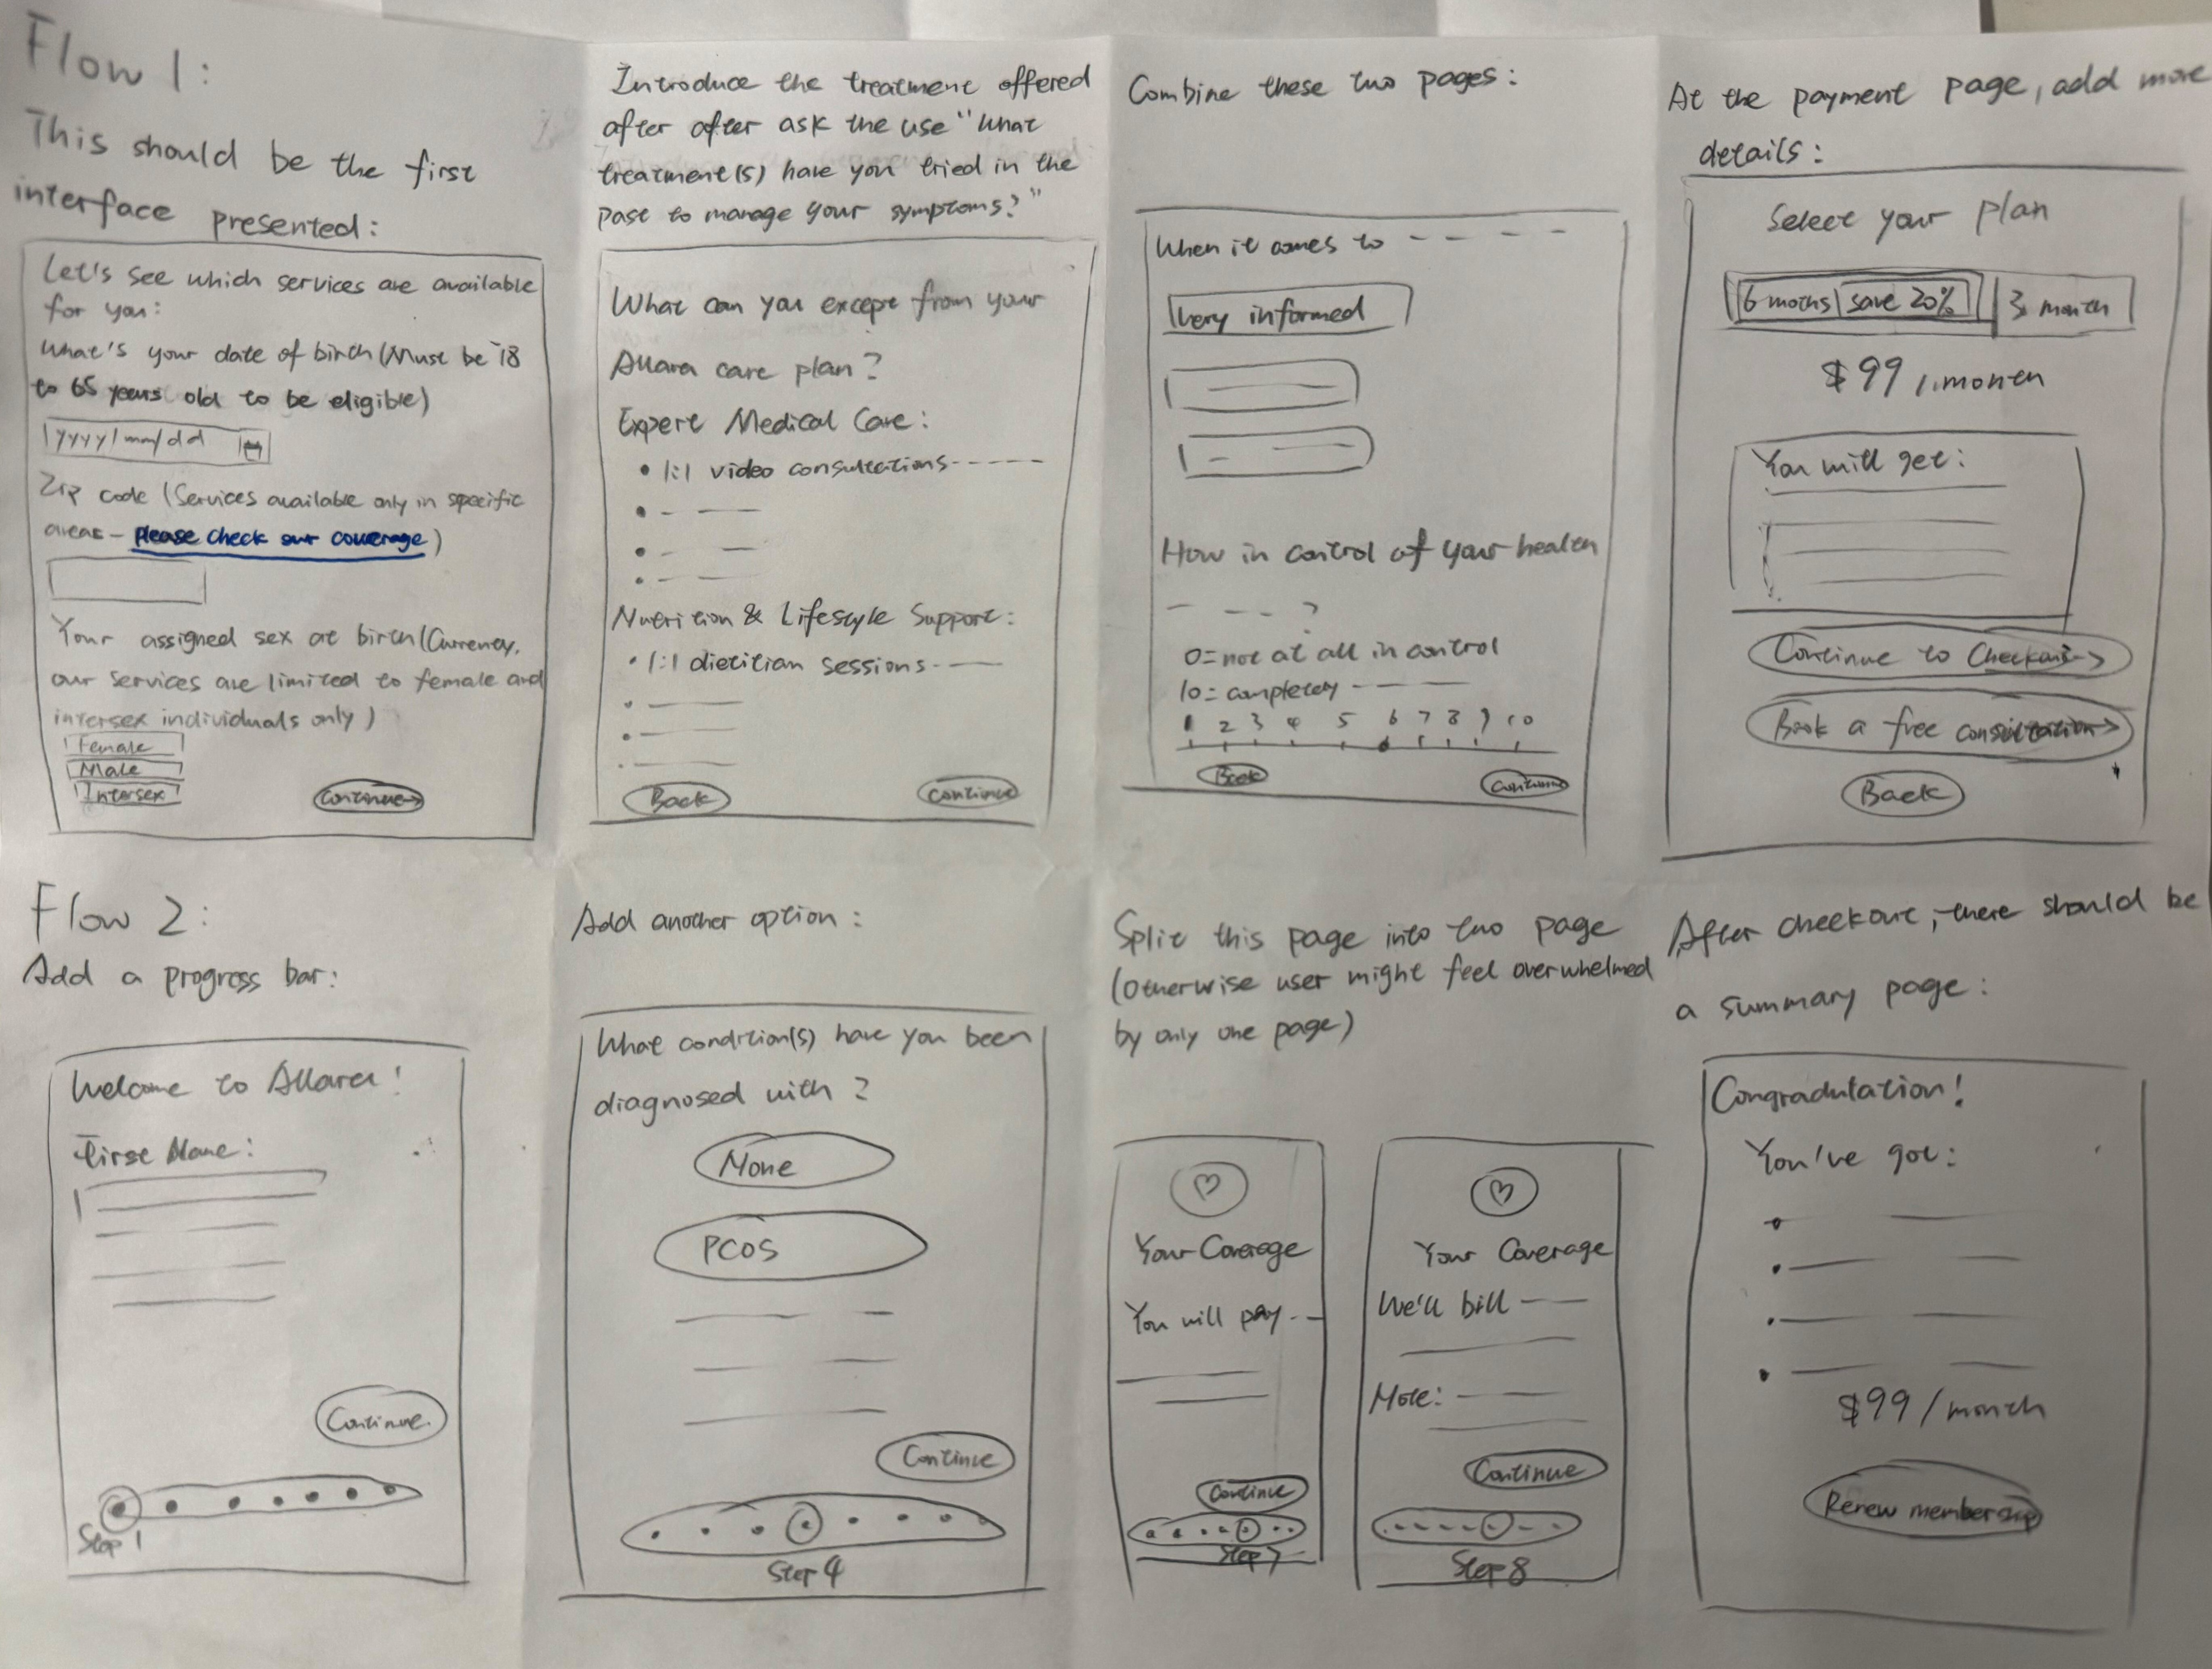 Flow 1:
This should be the first
interface presented:
Let's see which services are available
for you:
What's your date of birth (Must be 18
to 65 years old to be eligible)
yyyy/mm/dd
Zip code (Services available only in specific
areas - please check our coverage)
Your assigned sex at birth (Currency,
our services are limited to female and
intersex individuals only)
Female
Male
Intersex
Continue →
Introduce the treatment offered
after after ask the use "What
treatment(s) have you tried in the
past to manage your symptoms?"
What can you except from your
Allara care plan?
Expert Medical Care:
• 1:1 video consultations
Nutrition & Lifestyle Support:
• 1:1 dietitian sessions
Back
Continue
Combine these two pages:
When it comes to
very informed
How in control of your health
?
0=not at all in control
10=completely
1 2 3 4 5 6 7 8 9 10
Back
Continue
At the payment page, add more
details:
Select your plan
6 moths save 20%
3 month
$99 / month
You will get:
Continue to Checkout →
Book a free consultation →
Back
Flow 2:
Add a progress bar:
Welcome to Allara!
First Name:
Continue
Step 1
Add another option:
What condition(s) have you been
diagnosed with?
None
PCOS
Continue
Step 4
Split this page into two page
(Otherwise user might feel overwhelmed
by only one page)
Your Coverage
You will pay
Continue
Step 7
Your Coverage
We'll bill
Note:
Continue
Step 8
After checkout, there should be
a summary page:
Congradulation!
You've got:
$99/month
Renew membership